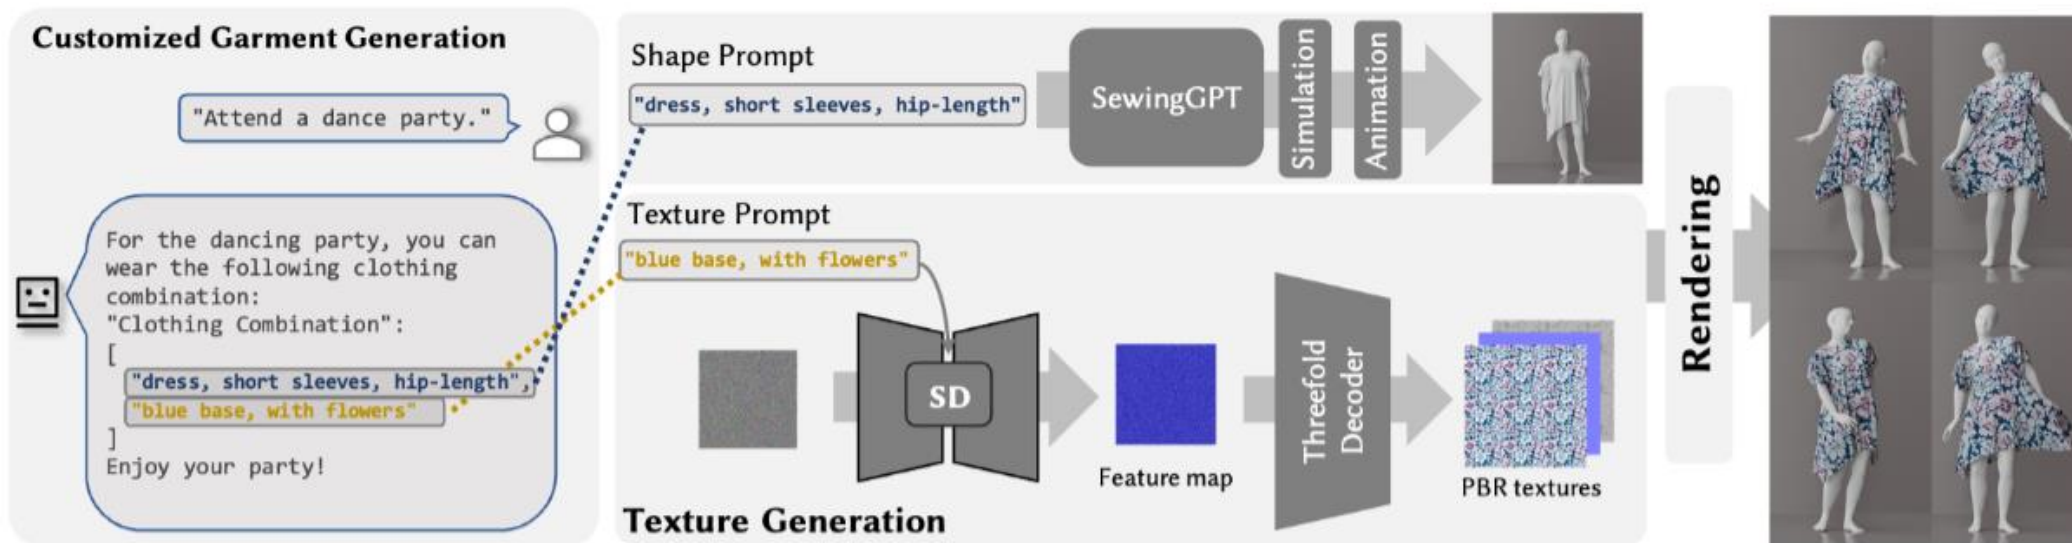 Customized Garment Generation
"Attend a dance party."
For the dancing party, you can
wear the following clothing
combination:
"Clothing Combination":
[
"dress, short sleeves, hip-length",
"blue base, with flowers"
]
Enjoy your party!
Shape Prompt
"dress, short sleeves, hip-length"
SewingGPT
Simulation
Animation
Texture Prompt
"blue base, with flowers"
SD
Feature map
Threefold
Decoder
PBR textures
Texture Generation
Rendering